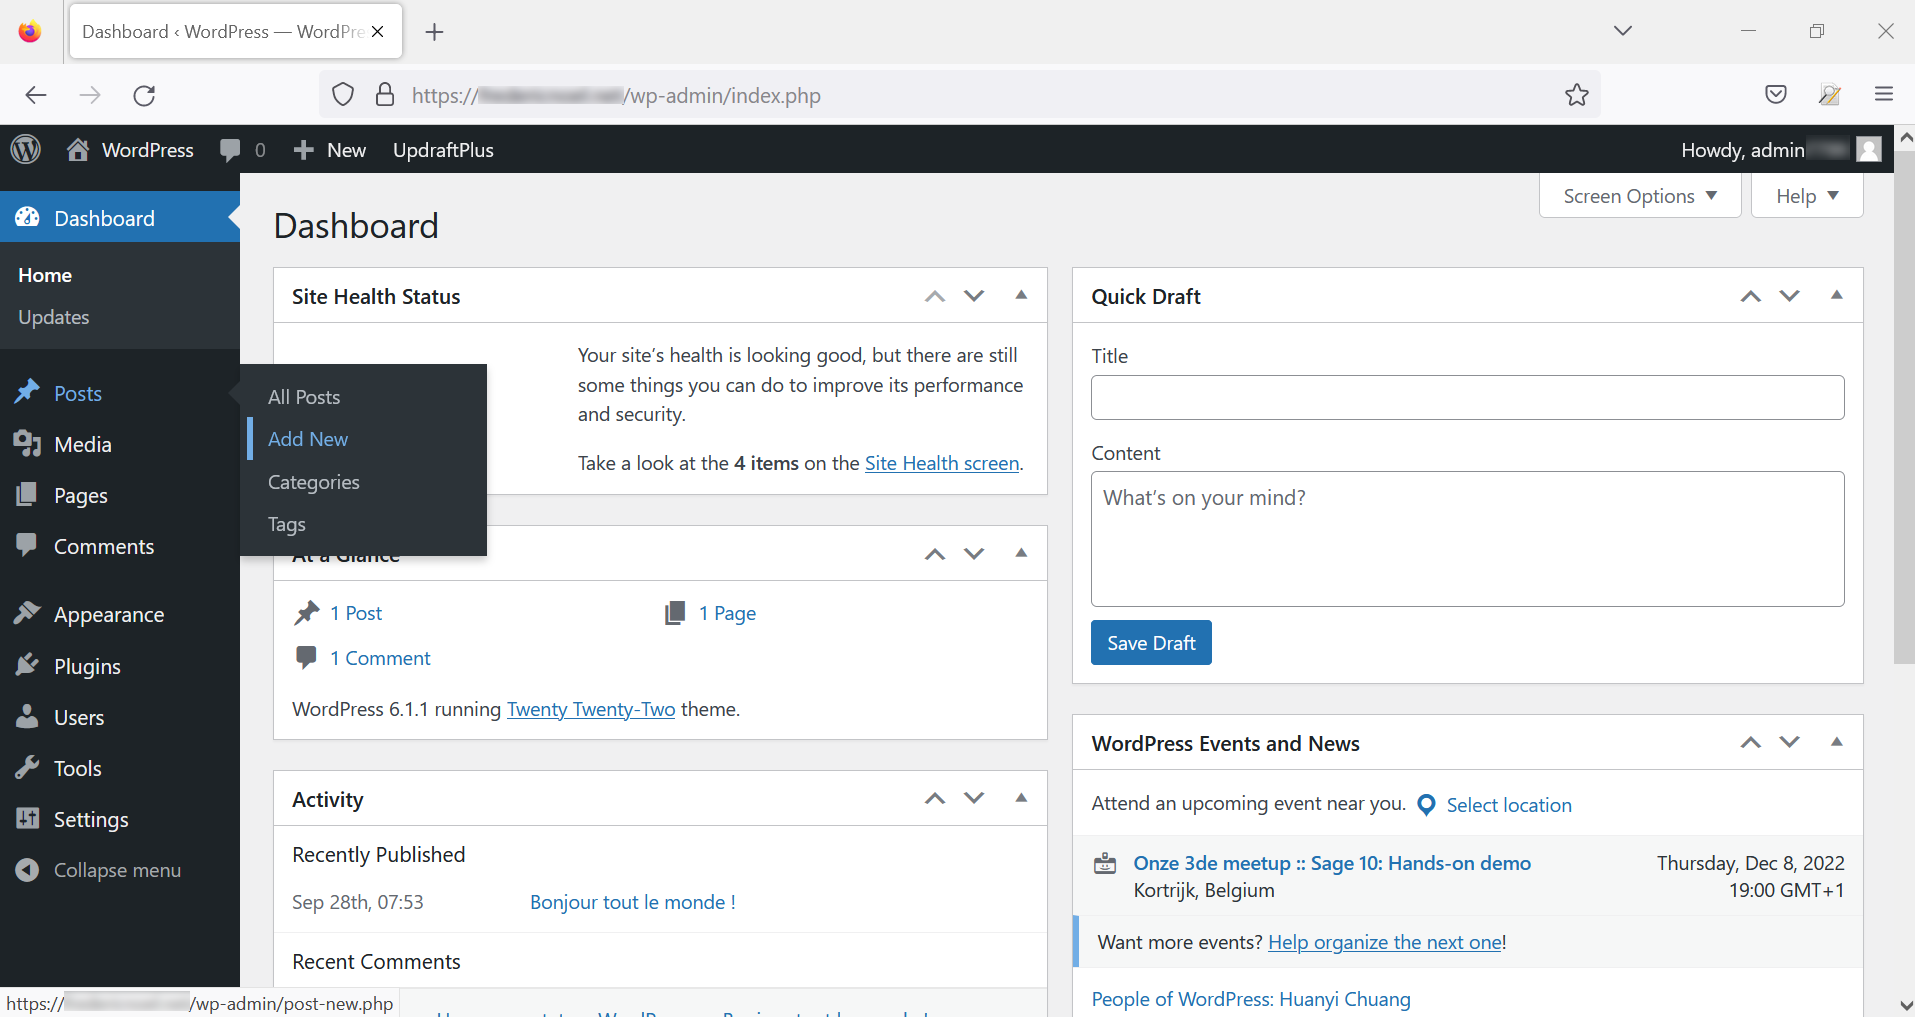 Dashboard ‹ WordPress — WordPre
https:// /wp-admin/index.php
WordPress 0 New UpdraftPlus Howdy, admin
Screen Options Help
Dashboard
Home
Updates
Posts
Media
Pages
Comments
Appearance
Plugins
Users
Tools
Settings
Collapse menu
All Posts
Add New
Categories
Tags
Dashboard
Site Health Status
Your site’s health is looking good, but there are still
some things you can do to improve its performance
and security.
Take a look at the 4 items on the Site Health screen.
At a Glance
1 Post
1 Page
1 Comment
WordPress 6.1.1 running Twenty Twenty-Two theme.
Activity
Recently Published
Sep 28th, 07:53 Bonjour tout le monde !
Recent Comments
Quick Draft
Title
Content
What’s on your mind?
Save Draft
WordPress Events and News
Attend an upcoming event near you. Select location
Onze 3de meetup :: Sage 10: Hands-on demo
Kortrijk, Belgium
Thursday, Dec 8, 2022
19:00 GMT+1
Want more events? Help organize the next one!
People of WordPress: Huanyi Chuang
https:// /wp-admin/post-new.php